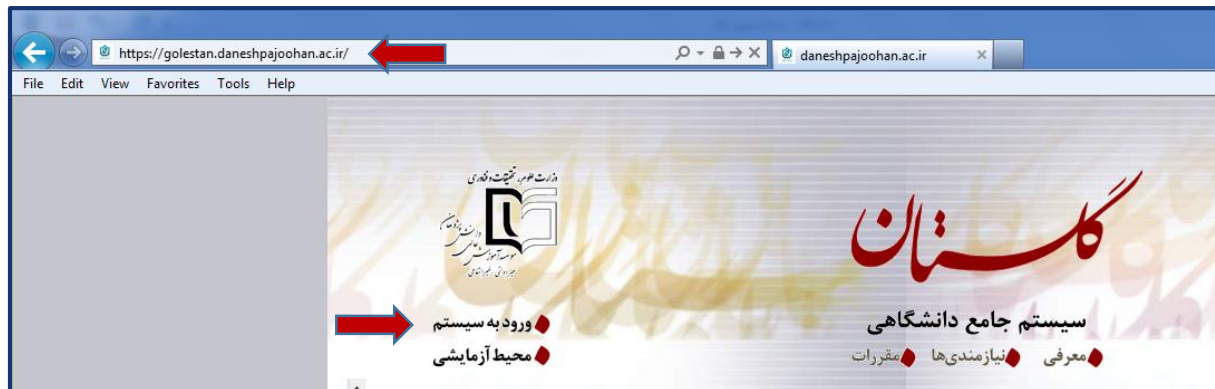 https://golestan.daneshpajoohan.ac.ir/
daneshpajoohan.ac.ir
File Edit View Favorites Tools Help
وزارت علوم، تحقیقات و فناوری
گلستان
سیستم جامع دانشگاهی
معرفی نیازمندی‌ها مقررات
ورود به سیستم
محیط آزمایشی